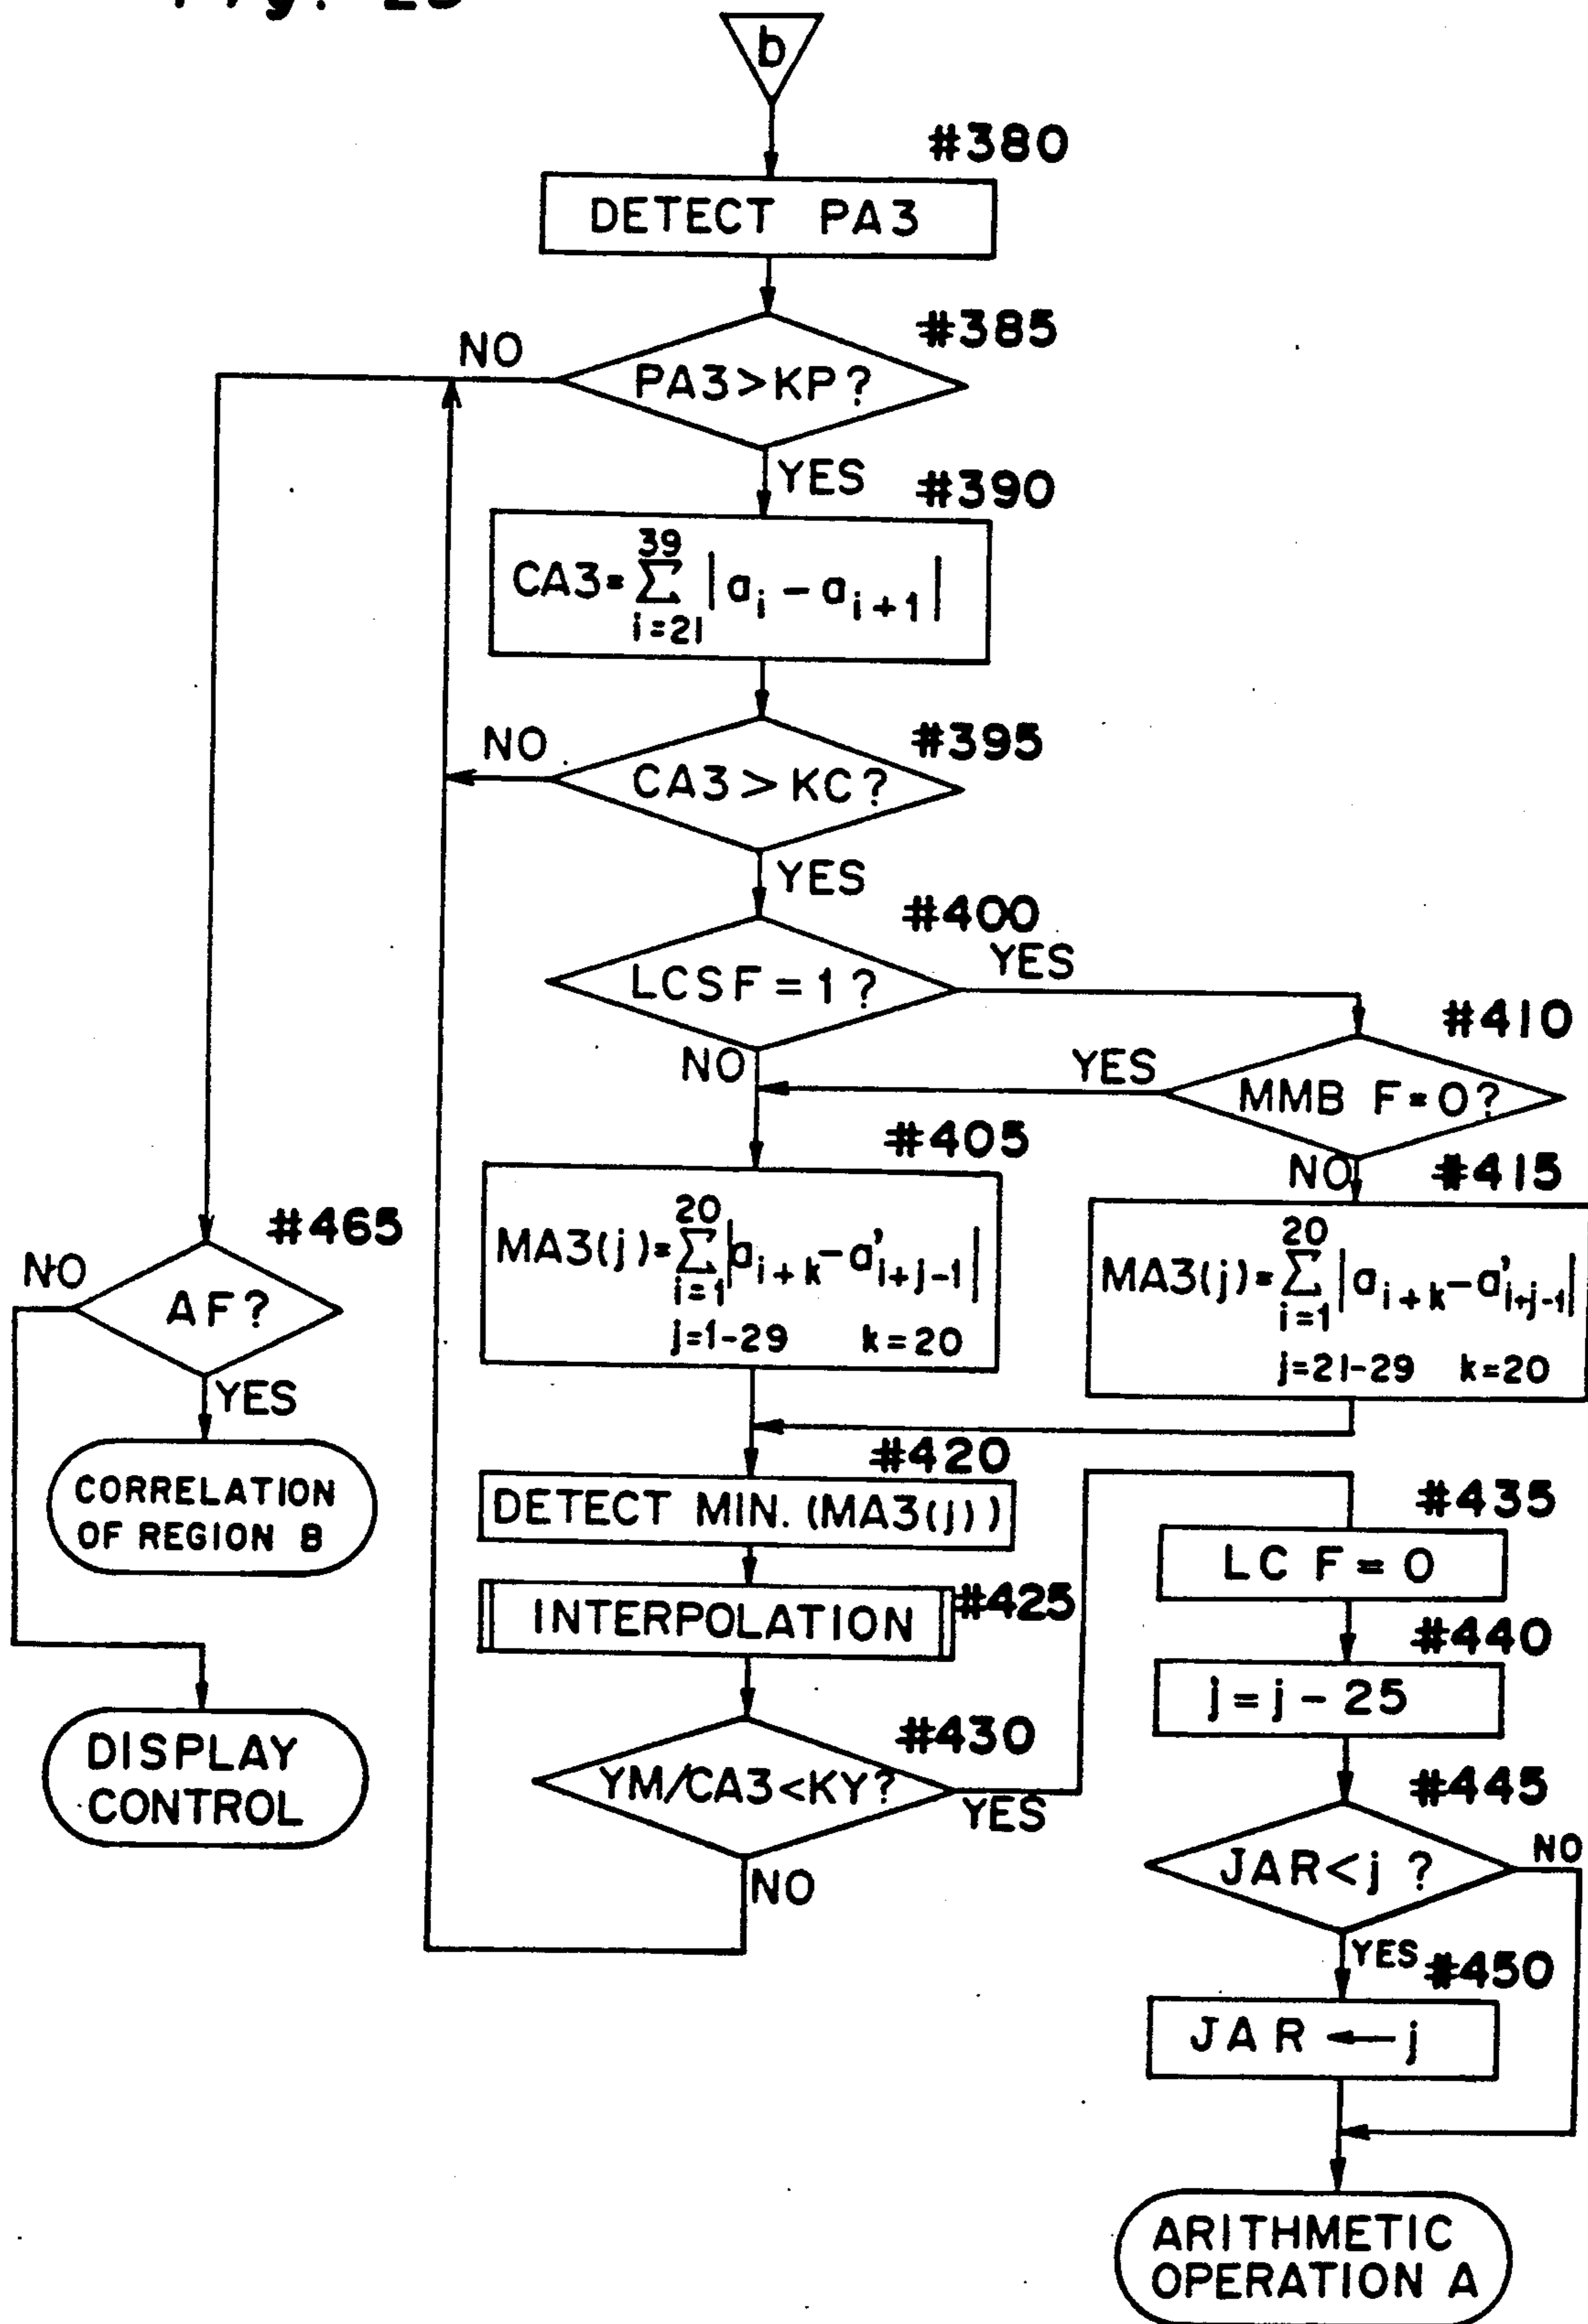 b
#380
DETECT PA3
#385
NO
PA3>KP?
YES
#390
CA3=39Σi=21|ai-ai+1|
NO
#395
CA3>KC?
YES
#400
YES
LCSF=1?
#410
NO
YES
MMB F=0?
#405
NO
#415
MA3(j)=20Σi=1|ai+k-a'i+j-1|
j=1-29 k=20
MA3(j)=20Σi=1|ai+k-a'i+j-1|
j=21-29 k=20
#465
NO
AF?
YES
CORRELATION
OF REGION B
DISPLAY
CONTROL
#420
DETECT MIN. (MA3(j))
#425
INTERPOLATION
#430
YM/CA3<KY?
YES
NO
#435
LC F=0
#440
j=j-25
#445
JAR<j ?
NO
YES
#450
JAR ← j
ARITHMETIC
OPERATION A